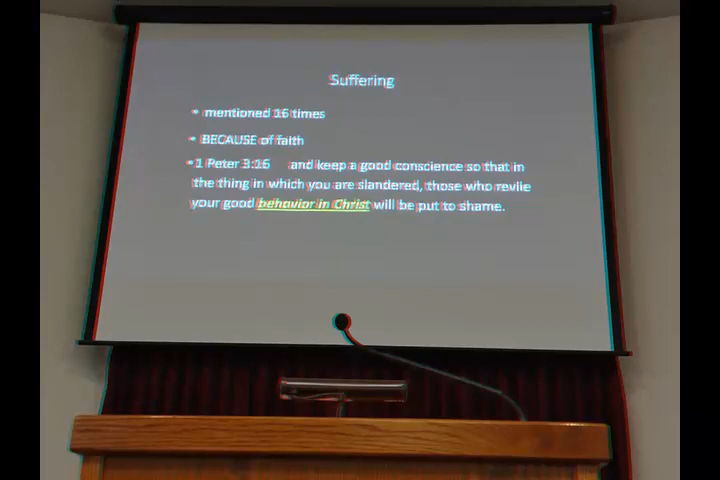 Suffering
• mentioned 16 times
• BECAUSE of faith
• 1 Peter 3:16 and keep a good conscience so that in
the thing in which you are slandered, those who revlie
your good behavior in Christ will be put to shame.